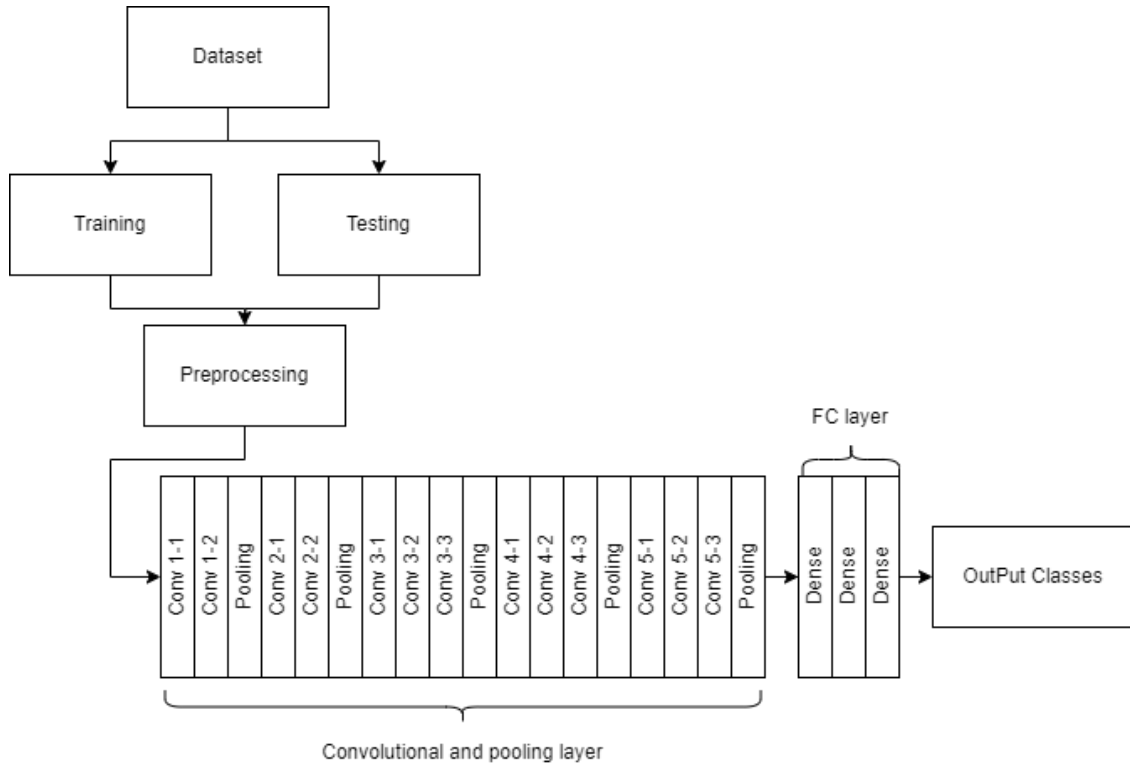 Dataset
Training
Testing
Preprocessing
FC layer
Conv 1-1
Conv 1-2
Pooling
Conv 2-1
Conv 2-2
Pooling
Conv 3-1
Conv 3-2
Conv 3-3
Pooling
Conv 4-1
Conv 4-2
Conv 4-3
Pooling
Conv 5-1
Conv 5-2
Conv 5-3
Pooling
Dense
Dense
Dense
OutPut Classes
Convolutional and pooling layer